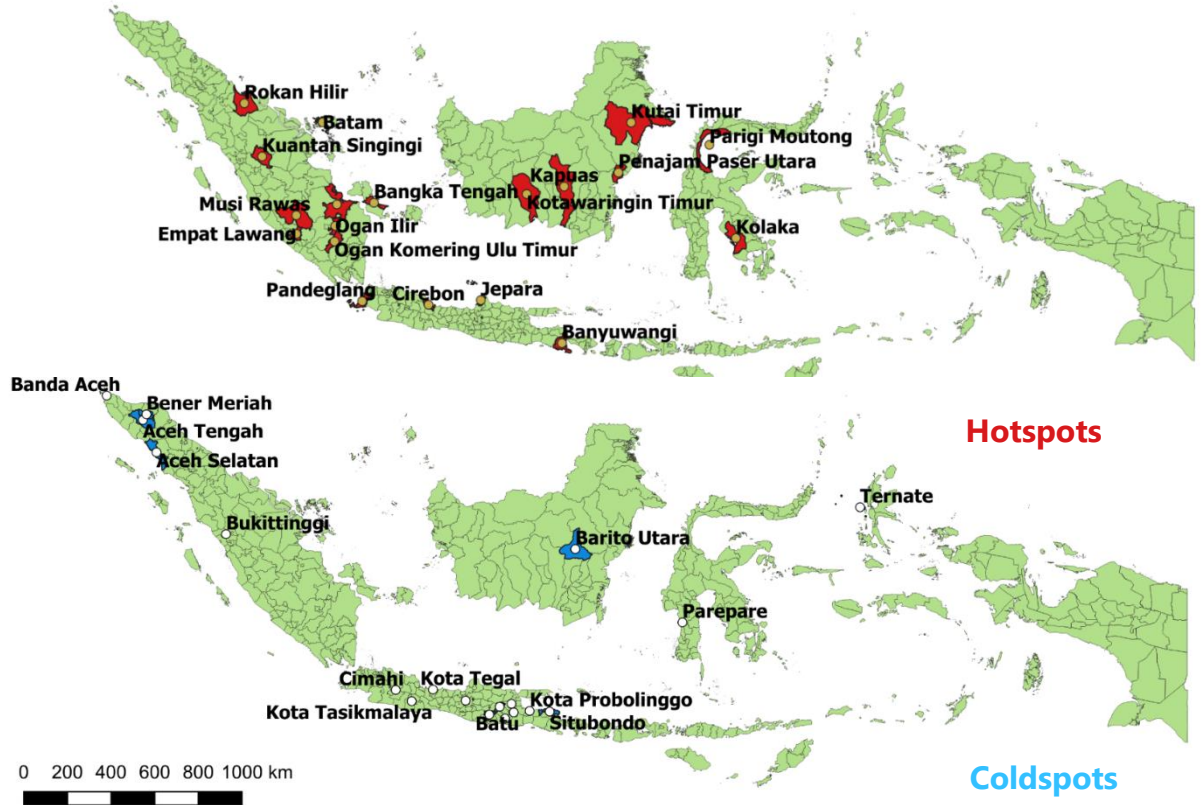 Rokan Hilir
Batam
Kuantan Singingi
Musi Rawas
Bangka Tengah
Empat Lawang
Ogan Ilir
Ogan Komering Ulu Timur
Kutai Timur
Parigi Moutong
Penajam Paser Utara
Kapuas
Kotawaringin Timur
Kolaka
Pandeglang
Cirebon
Jepara
Banyuwangi
Hotspots
Banda Aceh
Bener Meriah
Aceh Tengah
Aceh Selatan
Bukittinggi
Barito Utara
Ternate
Parepare
Cimahi
Kota Tegal
Kota Tasikmalaya
Kota Probolinggo
Batu
Situbondo
0 200 400 600 800 1000 km
Coldspots